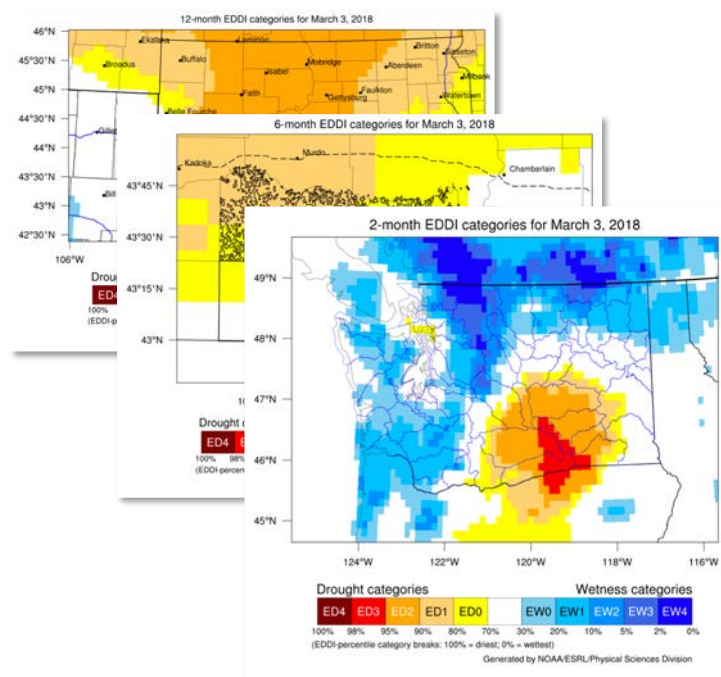 12-month EDDI categories for March 3, 2018
46°N
45°30'N
45°N
44°30'N
44°N
43°30'N
43°N
42°30'N
106°W
Ekalaka
Lemmon
Britton
Sisseton
Broadus
Buffalo
Mobridge
Aberdeen
Isabel
Milbank
Faith
Gettysburg
Faulkton
Watertown
Belle Fourche
Bill
ED4
100%
6-month EDDI categories for March 3, 2018
Kadoka
Murdo
Chamberlain
43°45'N
43°30'N
43°15'N
43°N
ED4
100%
98%
2-month EDDI categories for March 3, 2018
49°N
48°N
47°N
46°N
45°N
124°W 122°W 120°W 118°W 116°W
Drought categories Wetness categories
ED4 ED3 ED2 ED1 ED0 EW0 EW1 EW2 EW3 EW4
100% 98% 95% 90% 80% 70% 30% 20% 10% 5% 2% 0%
(EDDI-percentile category breaks: 100% = driest; 0% = wettest)
Generated by NOAA/ESRL/Physical Sciences Division